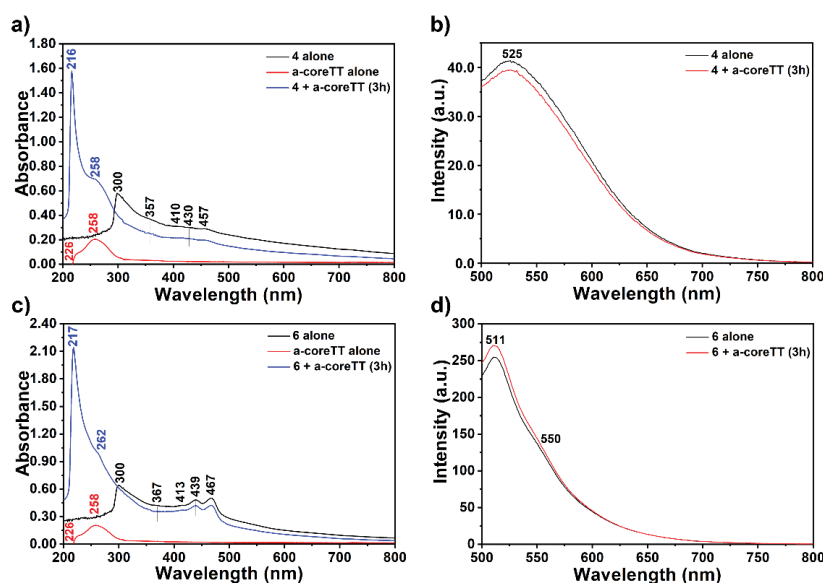 a)
4 alone
a-coreTT alone
4 + a-coreTT (3h)
216
258
226
258
300
357
410
430
457
1.80
1.60
1.40
1.20
1.00
0.80
0.60
0.40
0.20
0.00
200 300 400 500 600 700 800
Absorbance
Wavelength (nm)
b)
525
4 alone
4 + a-coreTT (3h)
40.0
30.0
20.0
10.0
0.0
500 550 600 650 700 750 800
Intensity (a.u.)
Wavelength (nm)
c)
6 alone
a-coreTT alone
6 + a-coreTT (3h)
217
262
226
258
300
367
413
439
467
2.40
2.10
1.80
1.50
1.20
0.90
0.60
0.30
0.00
200 300 400 500 600 700 800
Absorbance
Wavelength (nm)
d)
511
550
6 alone
6 + a-coreTT (3h)
300
250
200
150
100
50
0
500 550 600 650 700 750 800
Intensity (a.u.)
Wavelength (nm)